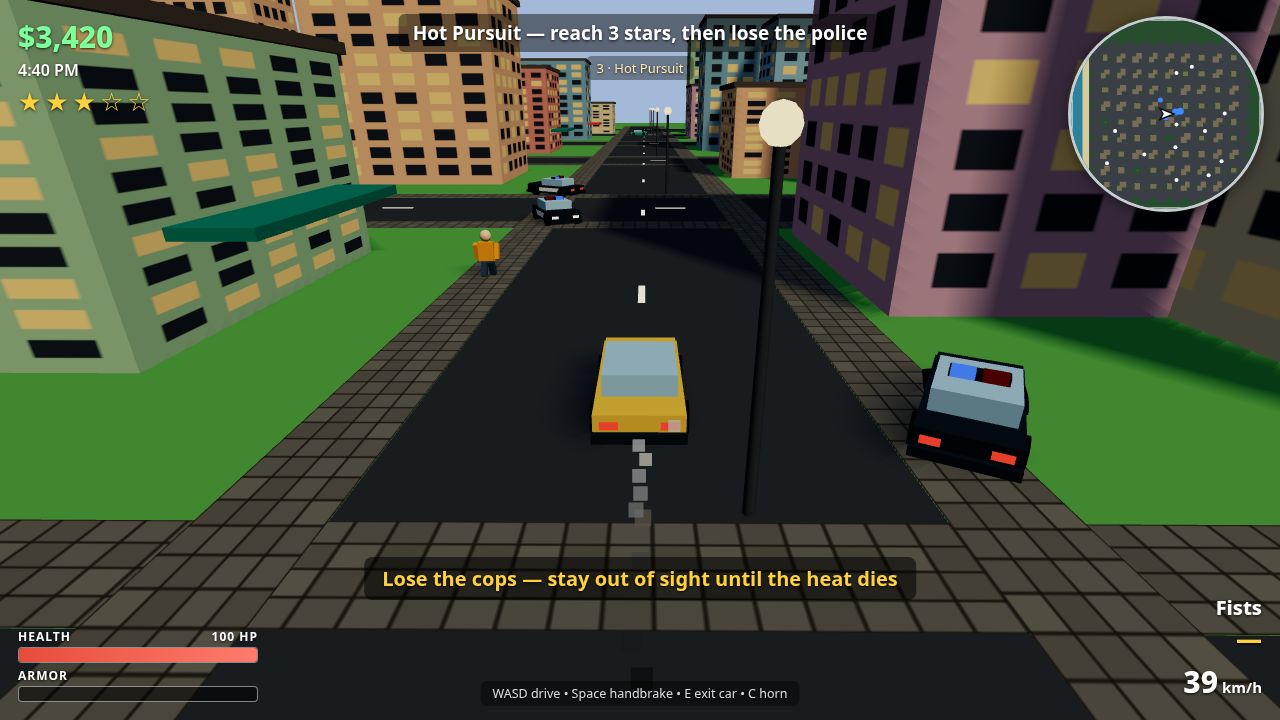 $3,420
4:40 PM
Hot Pursuit — reach 3 stars, then lose the police
3 · Hot Pursuit
Lose the cops — stay out of sight until the heat dies
HEALTH 100 HP
ARMOR
WASD drive • Space handbrake • E exit car • C horn
Fists
39 km/h